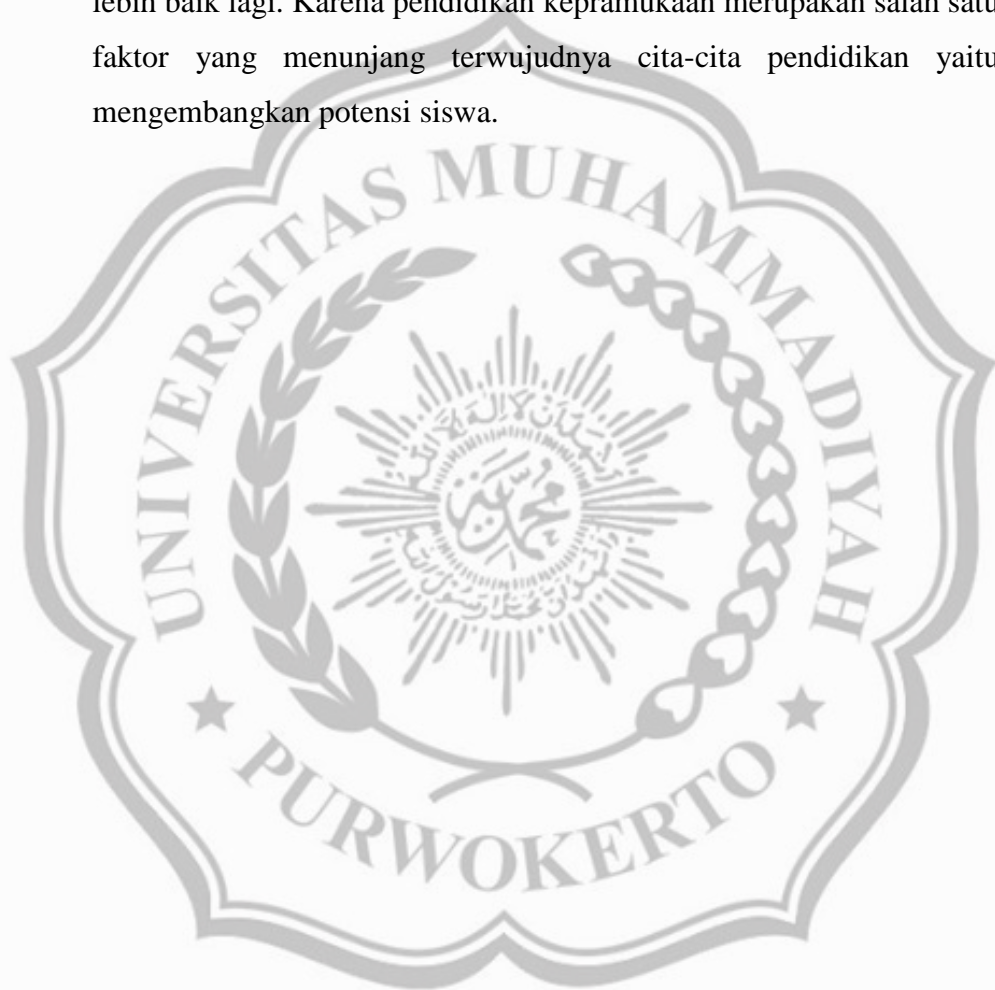 lebih baik lagi. Karena pendidikan kepramukaan merupakan salah satu
faktor yang menunjang terwujudnya cita-cita pendidikan yaitu
mengembangkan potensi siswa.
UNIVERSITAS MUHAMMADIYAH
محمد
PURWOKERTO